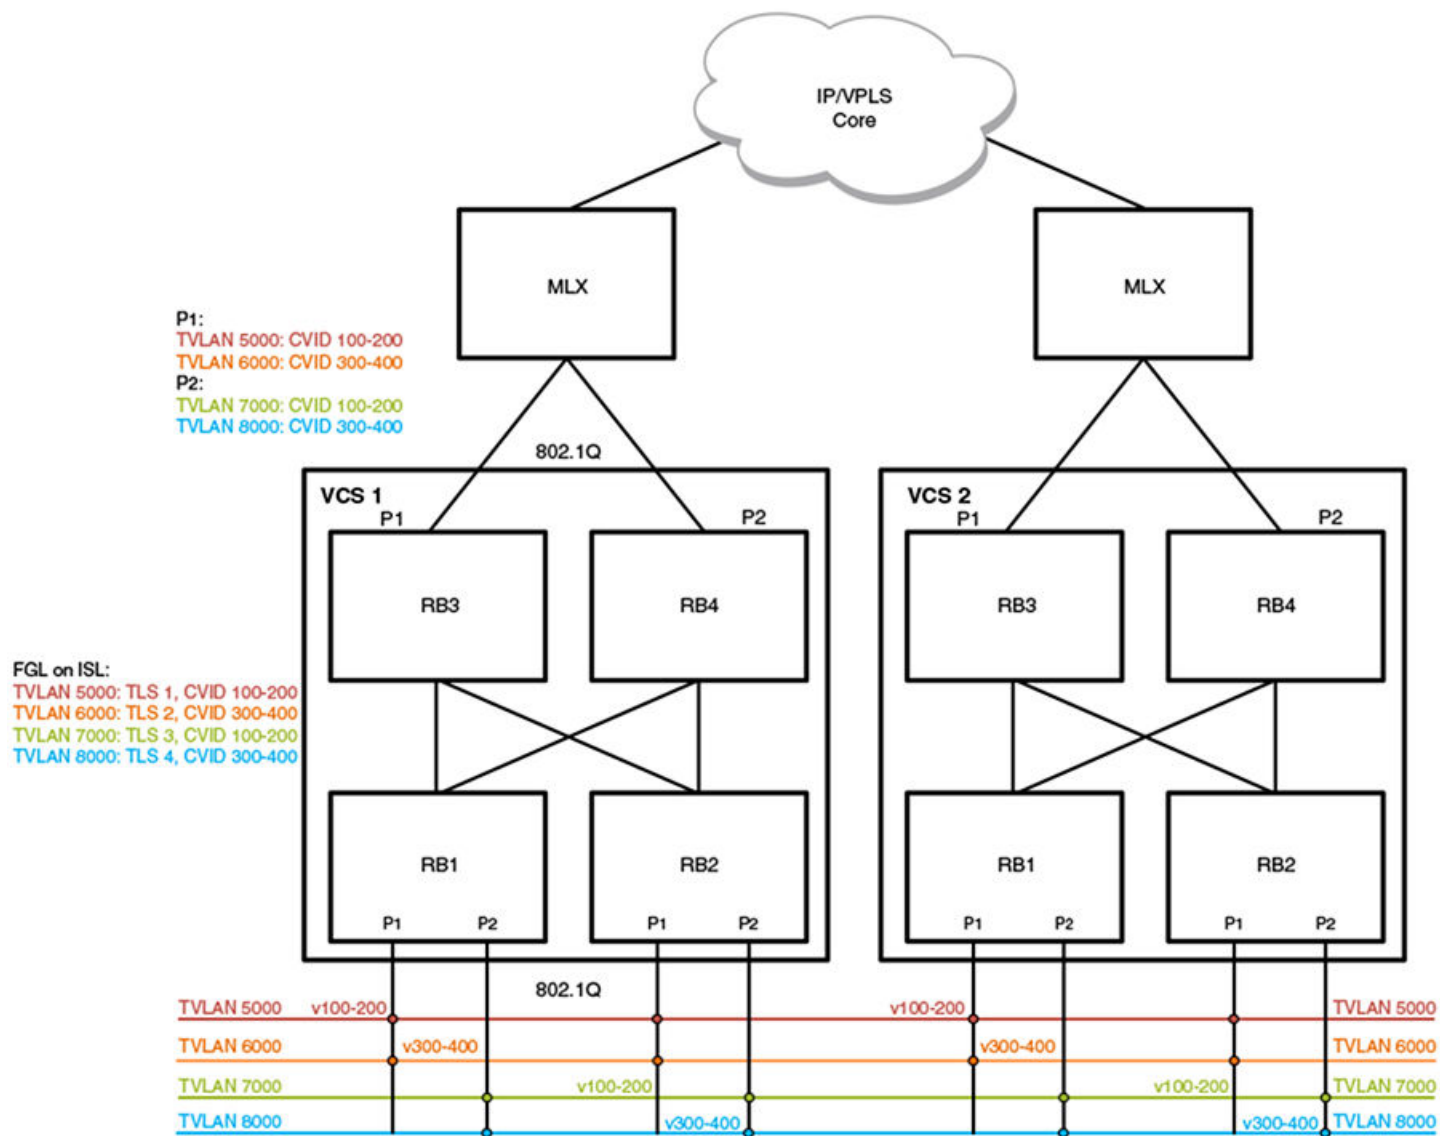 IP/VPLS
Core
MLX
MLX
P1:
TVLAN 5000: CVID 100-200
TVLAN 6000: CVID 300-400
P2:
TVLAN 7000: CVID 100-200
TVLAN 8000: CVID 300-400
802.1Q
VCS 1
P1
P2
RB3
RB4
VCS 2
P1
P2
RB3
RB4
FGL on ISL:
TVLAN 5000: TLS 1, CVID 100-200
TVLAN 6000: TLS 2, CVID 300-400
TVLAN 7000: TLS 3, CVID 100-200
TVLAN 8000: TLS 4, CVID 300-400
RB1
P1 P2
RB2
P1 P2
RB1
P1 P2
RB2
P1 P2
802.1Q
TVLAN 5000 v100-200 v100-200 TVLAN 5000
TVLAN 6000 v300-400 v300-400 TVLAN 6000
TVLAN 7000 v100-200 v100-200 TVLAN 7000
TVLAN 8000 v300-400 v300-400 TVLAN 8000